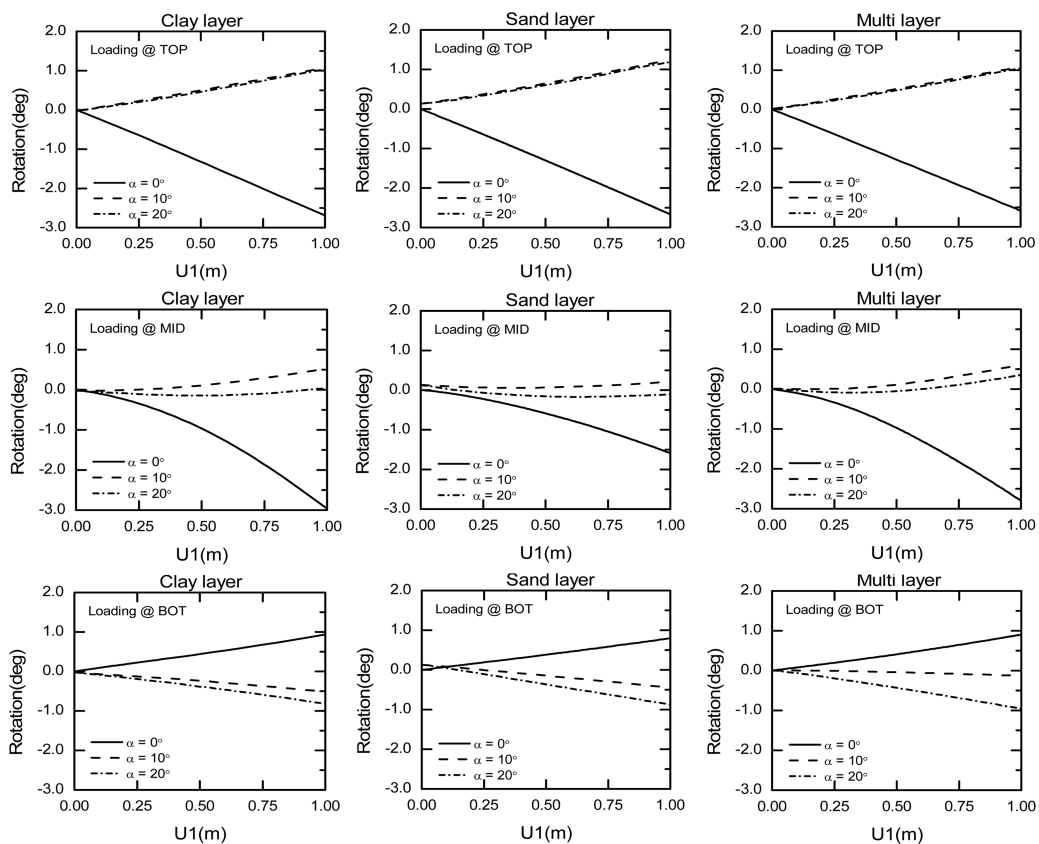 Clay layer
Loading @ TOP
2.0
1.0
0.0
-1.0
-2.0
-3.0
Rotation(deg)
α = 0°
α = 10°
α = 20°
0.00 0.25 0.50 0.75 1.00
U1(m)
Sand layer
Loading @ TOP
2.0
1.0
0.0
-1.0
-2.0
-3.0
Rotation(deg)
α = 0°
α = 10°
α = 20°
0.00 0.25 0.50 0.75 1.00
U1(m)
Multi layer
Loading @ TOP
2.0
1.0
0.0
-1.0
-2.0
-3.0
Rotation(deg)
α = 0°
α = 10°
α = 20°
0.00 0.25 0.50 0.75 1.00
U1(m)
Clay layer
Loading @ MID
2.0
1.0
0.0
-1.0
-2.0
-3.0
Rotation(deg)
α = 0°
α = 10°
α = 20°
0.00 0.25 0.50 0.75 1.00
U1(m)
Sand layer
Loading @ MID
2.0
1.0
0.0
-1.0
-2.0
-3.0
Rotation(deg)
α = 0°
α = 10°
α = 20°
0.00 0.25 0.50 0.75 1.00
U1(m)
Multi layer
Loading @ MID
2.0
1.0
0.0
-1.0
-2.0
-3.0
Rotation(deg)
α = 0°
α = 10°
α = 20°
0.00 0.25 0.50 0.75 1.00
U1(m)
Clay layer
Loading @ BOT
2.0
1.0
0.0
-1.0
-2.0
-3.0
Rotation(deg)
α = 0°
α = 10°
α = 20°
0.00 0.25 0.50 0.75 1.00
U1(m)
Sand layer
Loading @ BOT
2.0
1.0
0.0
-1.0
-2.0
-3.0
Rotation(deg)
α = 0°
α = 10°
α = 20°
0.00 0.25 0.50 0.75 1.00
U1(m)
Multi layer
Loading @ BOT
2.0
1.0
0.0
-1.0
-2.0
-3.0
Rotation(deg)
α = 0°
α = 10°
α = 20°
0.00 0.25 0.50 0.75 1.00
U1(m)